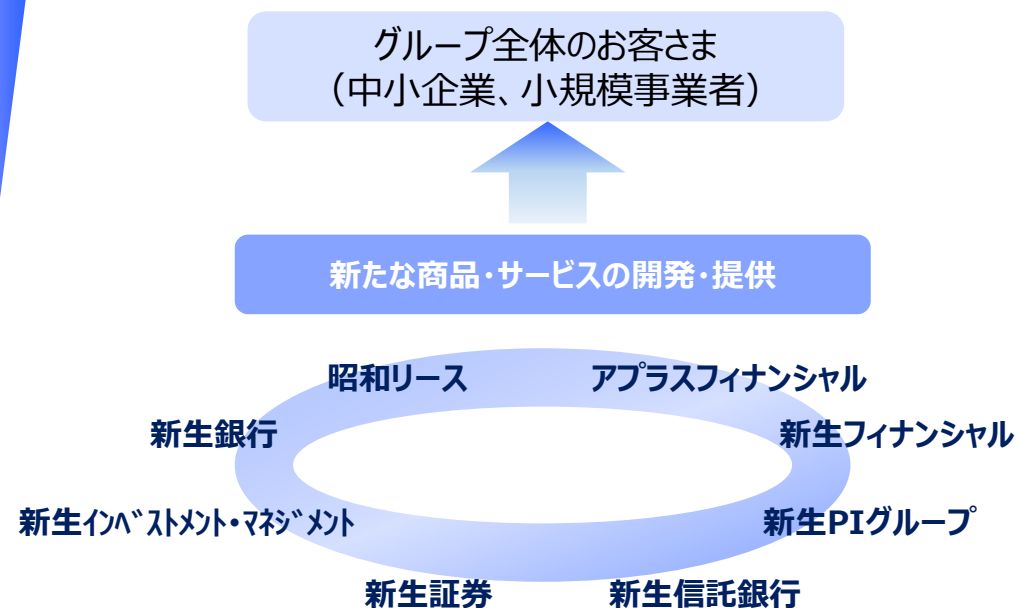 グループ全体のお客さま
（中小企業、小規模事業者）
新たな商品・サービスの開発・提供
昭和リース
アプラスフィナンシャル
新生銀行
新生フィナンシャル
新生ｲﾝﾍﾞｽﾄﾒﾝﾄ・ﾏﾈｼﾞﾒﾝﾄ
新生PIグループ
新生証券
新生信託銀行